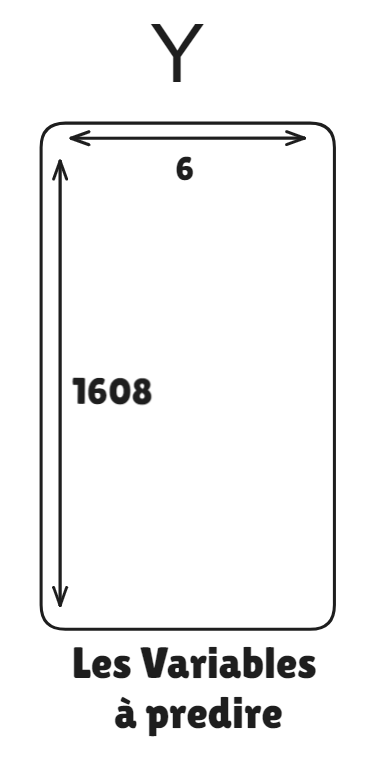 Y
6
1608
Les Variables
à predire